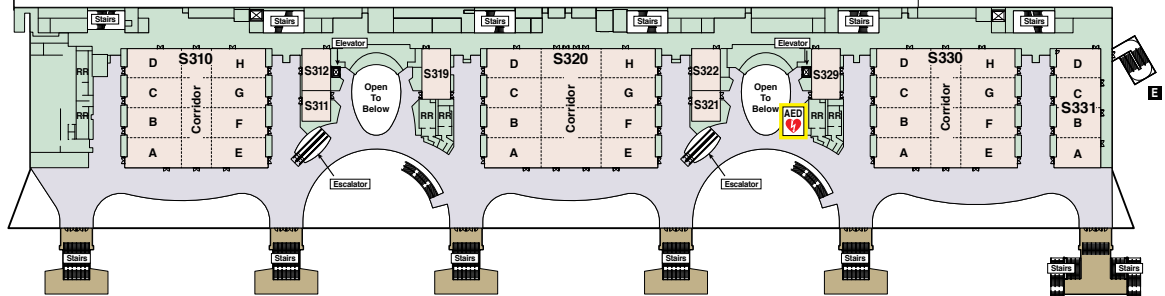 Stairs
Stairs
Stairs
Stairs
Stairs
Stairs
RR
RR
S310
D
H
C
G
B
F
A
E
Corridor
Elevator
S312
S311
Open
To
Below
S319
RR
RR
Escalator
S320
D
H
C
G
B
F
A
E
Corridor
Elevator
S322
S321
Open
To
Below
AED
S329
RR
RR
Escalator
S330
D
H
C
G
B
F
A
E
Corridor
D
C
S331
B
A
E
Stairs
Stairs
Stairs
Stairs
Stairs
Stairs
Stairs